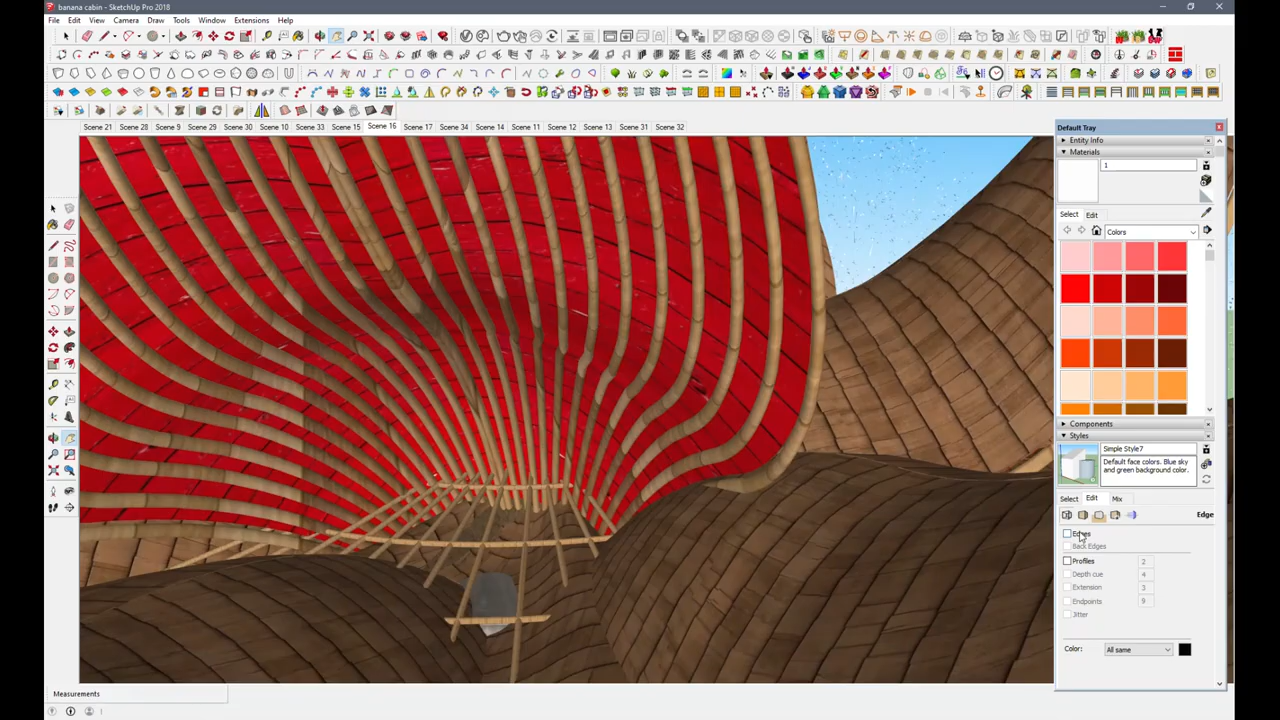 banana cabin - SketchUp Pro 2018
File Edit View Camera Draw Tools Window Extensions Help
Scene 21 Scene 28 Scene 9 Scene 29 Scene 30 Scene 10 Scene 33 Scene 15 Scene 16 Scene 17 Scene 34 Scene 14 Scene 11 Scene 12 Scene 13 Scene 31 Scene 32
Default Tray
Entity Info
Materials
1
Select Edit
Colors
Components
Styles
Simple Style7
Default face colors. Blue sky
and green background color.
Select Edit Mix
Edge
Edges
Back Edges
Profiles 2
Depth cue 4
Extension 3
Endpoints 9
Jitter
Color: All same
Measurements